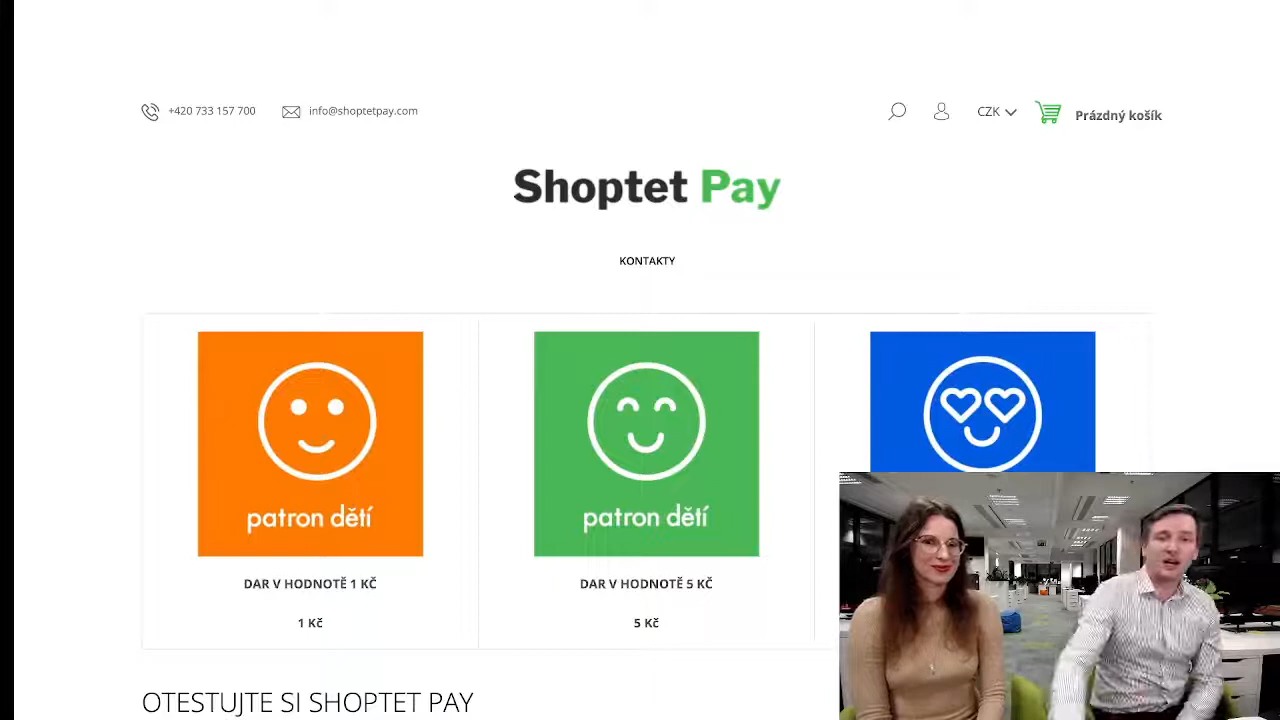 +420 733 157 700
info@shoptetpay.com
CZK
Prázdný košík
Shoptet Pay
KONTAKTY
patron dětí
patron dětí
DAR V HODNOTĚ 1 KČ
DAR V HODNOTĚ 5 KČ
1 Kč
5 Kč
OTESTUJTE SI SHOPTET PAY